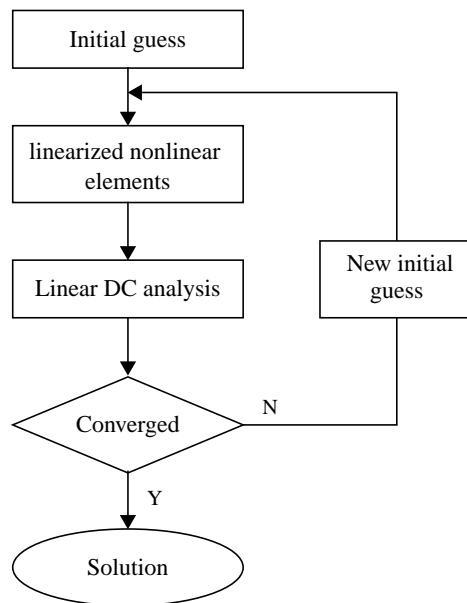 Initial guess
linearized nonlinear
elements
Linear DC analysis
New initial
guess
Converged
N
Y
Solution